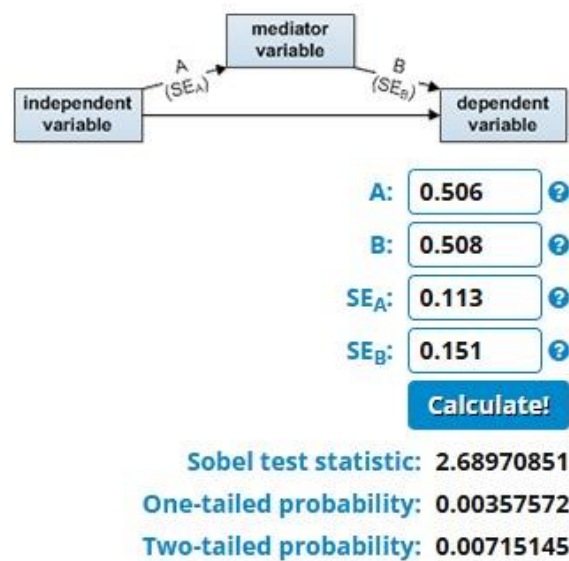 mediator
variable
A
(SEA)
B
(SEB)
independent
variable
dependent
variable
A: 0.506 ?
B: 0.508 ?
SEA: 0.113 ?
SEB: 0.151 ?
Calculate!
Sobel test statistic: 2.68970851
One-tailed probability: 0.00357572
Two-tailed probability: 0.00715145